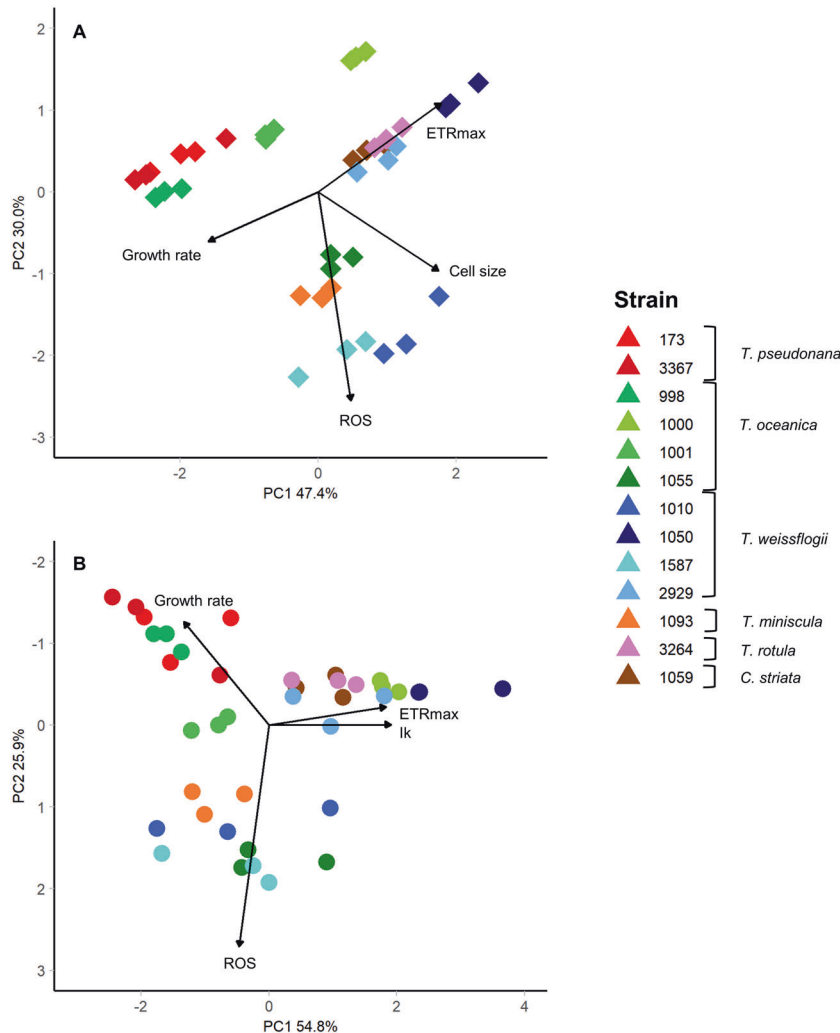 A
2
1
0
-1
-2
-3
PC2 30.0%
ETRmax
Growth rate
Cell size
ROS
-2
0
2
PC1 47.4%
Strain
173
3367
T. pseudonana
998
1000
1001
1055
T. oceanica
1010
1050
1587
2929
T. weissflogii
1093
T. miniscula
3264
T. rotula
1059
C. striata
B
-2
-1
0
1
2
3
PC2 25.9%
Growth rate
ETRmax
Ik
ROS
-2
0
2
4
PC1 54.8%